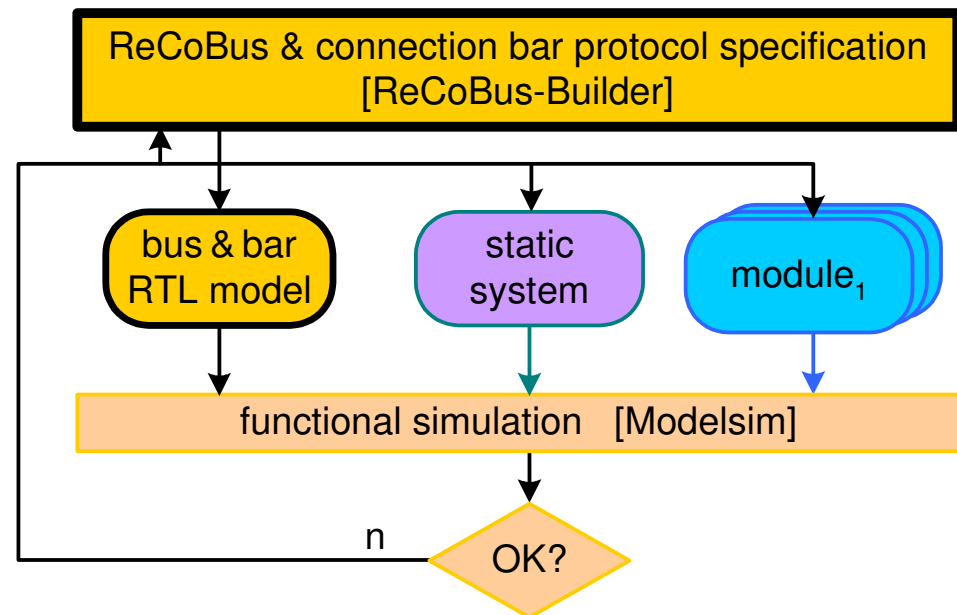 ReCoBus & connection bar protocol specification
[ReCoBus-Builder]
bus & bar
RTL model
static
system
module₁
functional simulation [Modelsim]
n
OK?